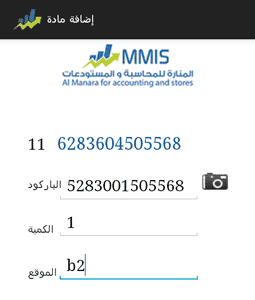 إضافة مادة
MMIS
المنارة للمحاسبة و المستودعات
Al Manara for accounting and stores
11 6283604505568
الباركود 5283001505568
الكمية 1
الموقع b2